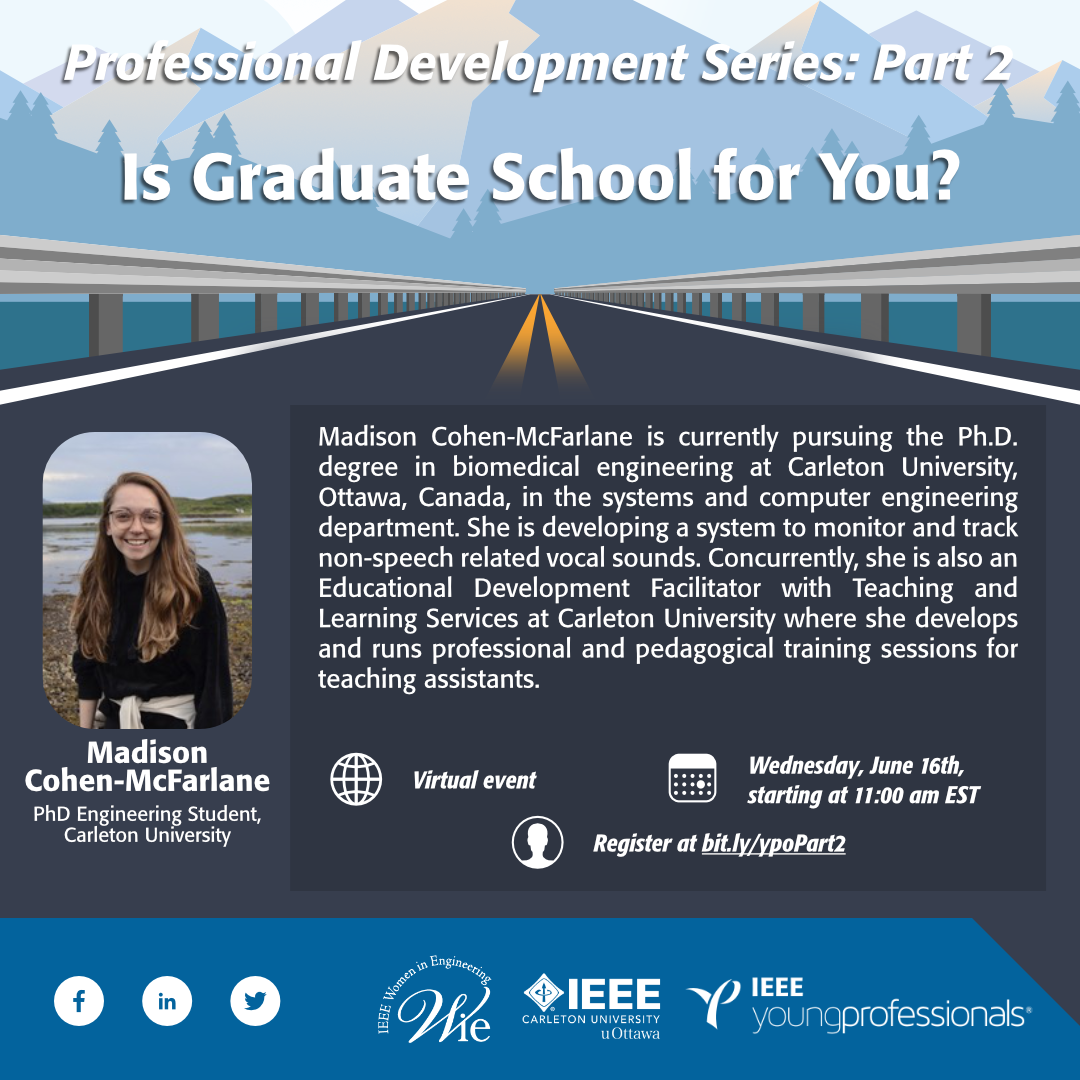 Professional Development Series: Part 2
Is Graduate School for You?
Madison Cohen-McFarlane is currently pursuing the Ph.D.
degree in biomedical engineering at Carleton University,
Ottawa, Canada, in the systems and computer engineering
department. She is developing a system to monitor and track
non-speech related vocal sounds. Concurrently, she is also an
Educational Development Facilitator with Teaching and
Learning Services at Carleton University where she develops
and runs professional and pedagogical training sessions for
teaching assistants.
Madison
Cohen-McFarlane
PhD Engineering Student,
Carleton University
Virtual event
Wednesday, June 16th,
starting at 11:00 am EST
Register at bit.ly/ypoPart2
f
in
IEEE Women in Engineering
Wie
IEEE
CARLETON UNIVERSITY
uOttawa
IEEE
youngprofessionals®